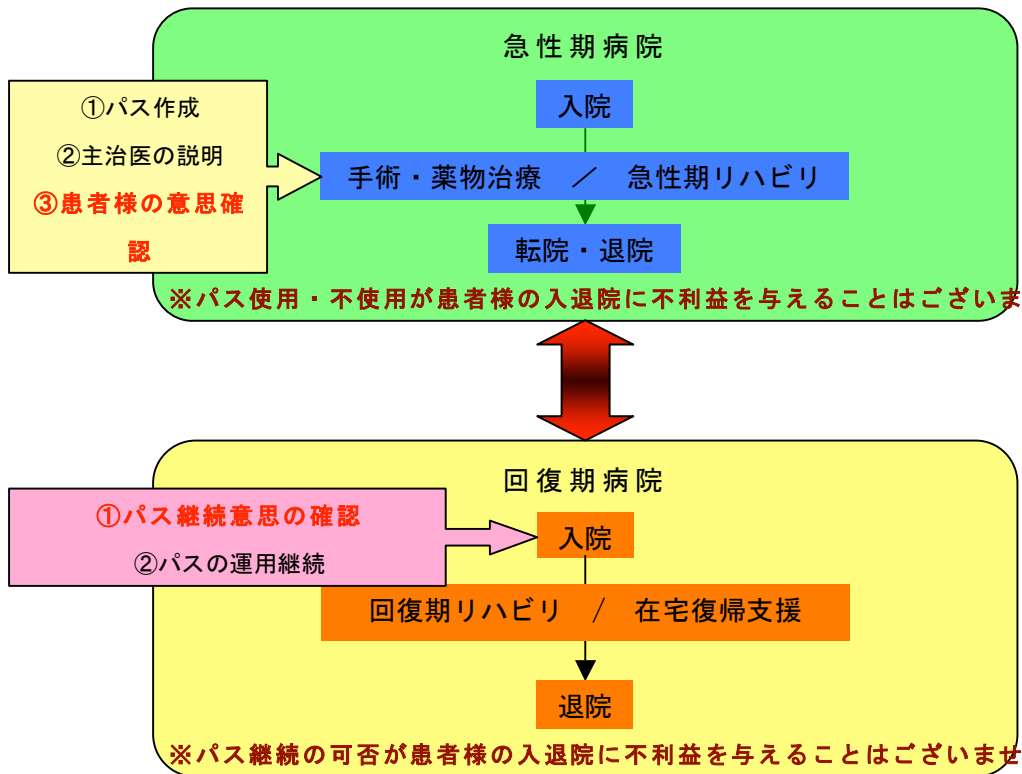 急性期病院
入院
①パス作成
②主治医の説明
③患者様の意思確
認
手術・薬物治療 ／ 急性期リハビリ
転院・退院
※パス使用・不使用が患者様の入退院に不利益を与えることはございま
回復期病院
①パス継続意思の確認
②パスの運用継続
入院
回復期リハビリ / 在宅復帰支援
退院
※パス継続の可否が患者様の入退院に不利益を与えることはございませ